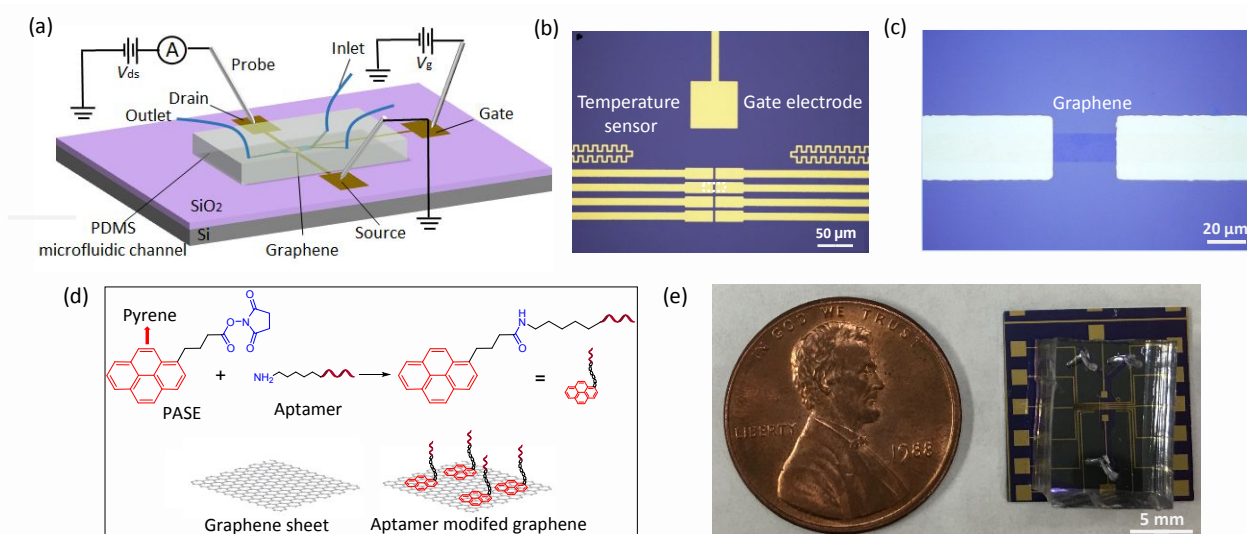 (a)
V_ds
A
Probe
Inlet
V_g
Drain
Outlet
Gate
SiO2
Si
PDMS
microfluidic channel
Graphene
Source
(b)
Temperature
sensor
Gate electrode
50 µm
(c)
Graphene
20 µm
(d)
Pyrene
O
O
N
O
O
O
+
NH2
PASE
Aptamer
H
N
O
=
Graphene sheet
Aptamer modifed graphene
(e)
IN GOD WE TRUST
LIBERTY
1988
5 mm